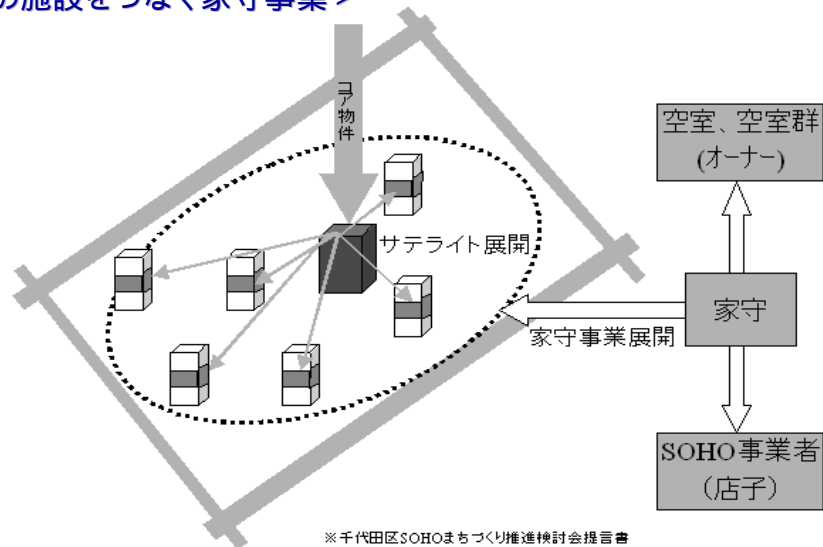 の施設をつなぐ家守事業>
コア物件
空室、空室群
(オーナー)
サテライト展開
家守
家守事業展開
SOHO事業者
(店子)
※千代田区SOHOまちづくり推進検討会提言書